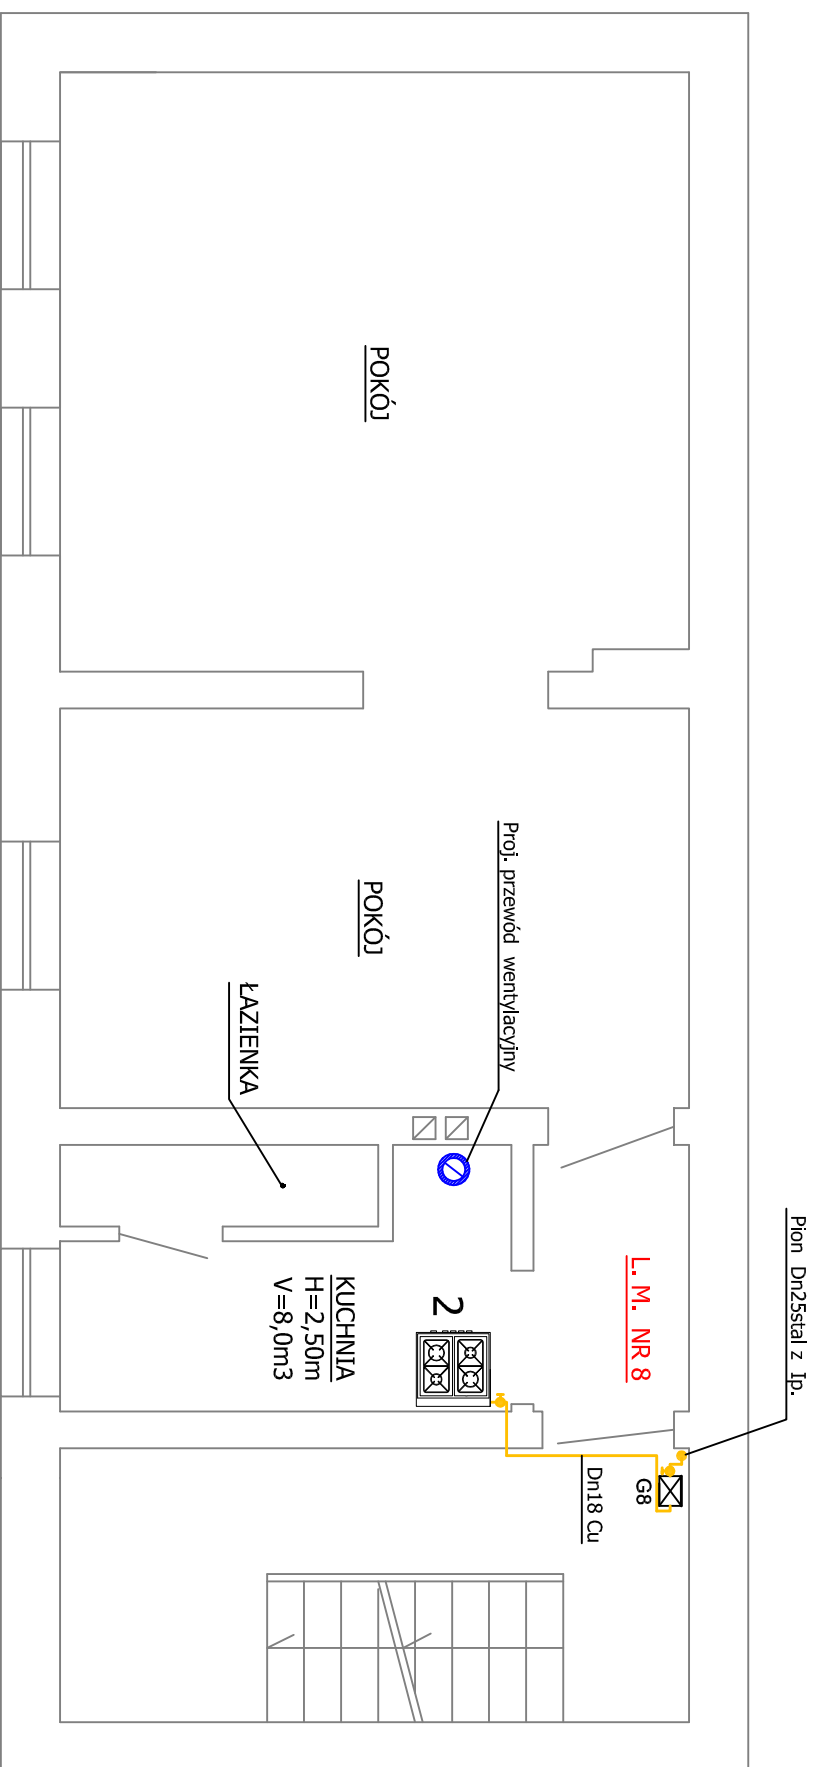 POKÓJ
POKÓJ
Proj. przewód wentylacyjny
ŁAZIENKA
Pion Dn25stal z Ip.
L. M. NR 8
KUCHNIA
H=2,50m
V=8,0m3
2
G8
Dn18 Cu